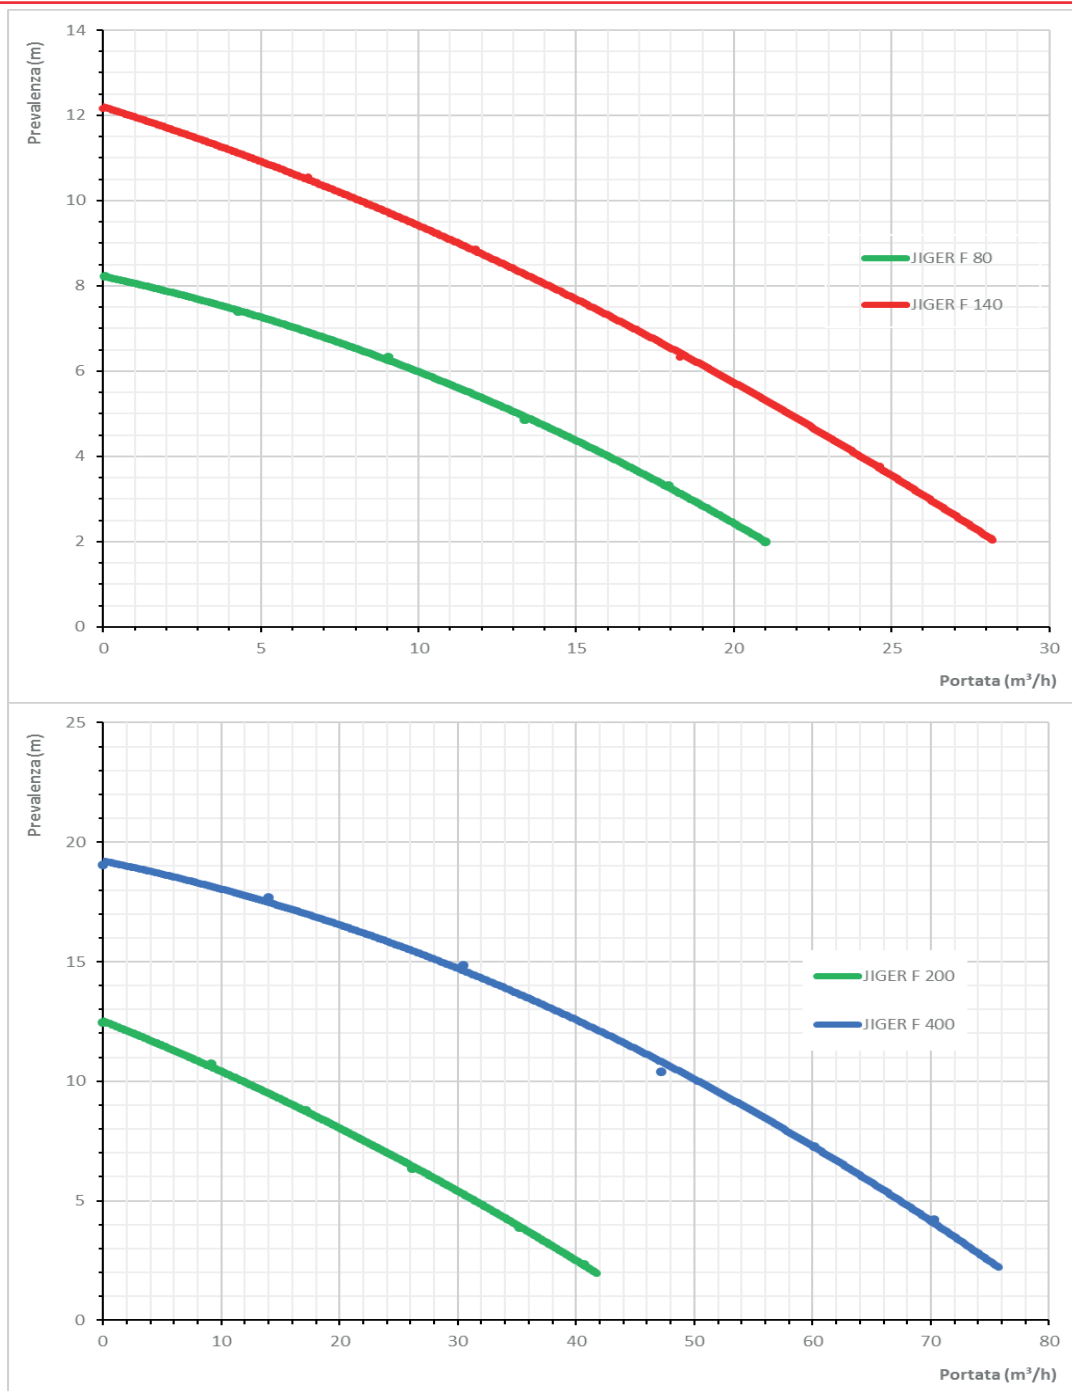 Prevalenza (m)
14
12
10
8
6
4
2
0
JIGER F 80
JIGER F 140
0 5 10 15 20 25 30
Portata (m³/h)
Prevalenza (m)
25
20
15
10
5
0
JIGER F 200
JIGER F 400
0 10 20 30 40 50 60 70 80
Portata (m³/h)